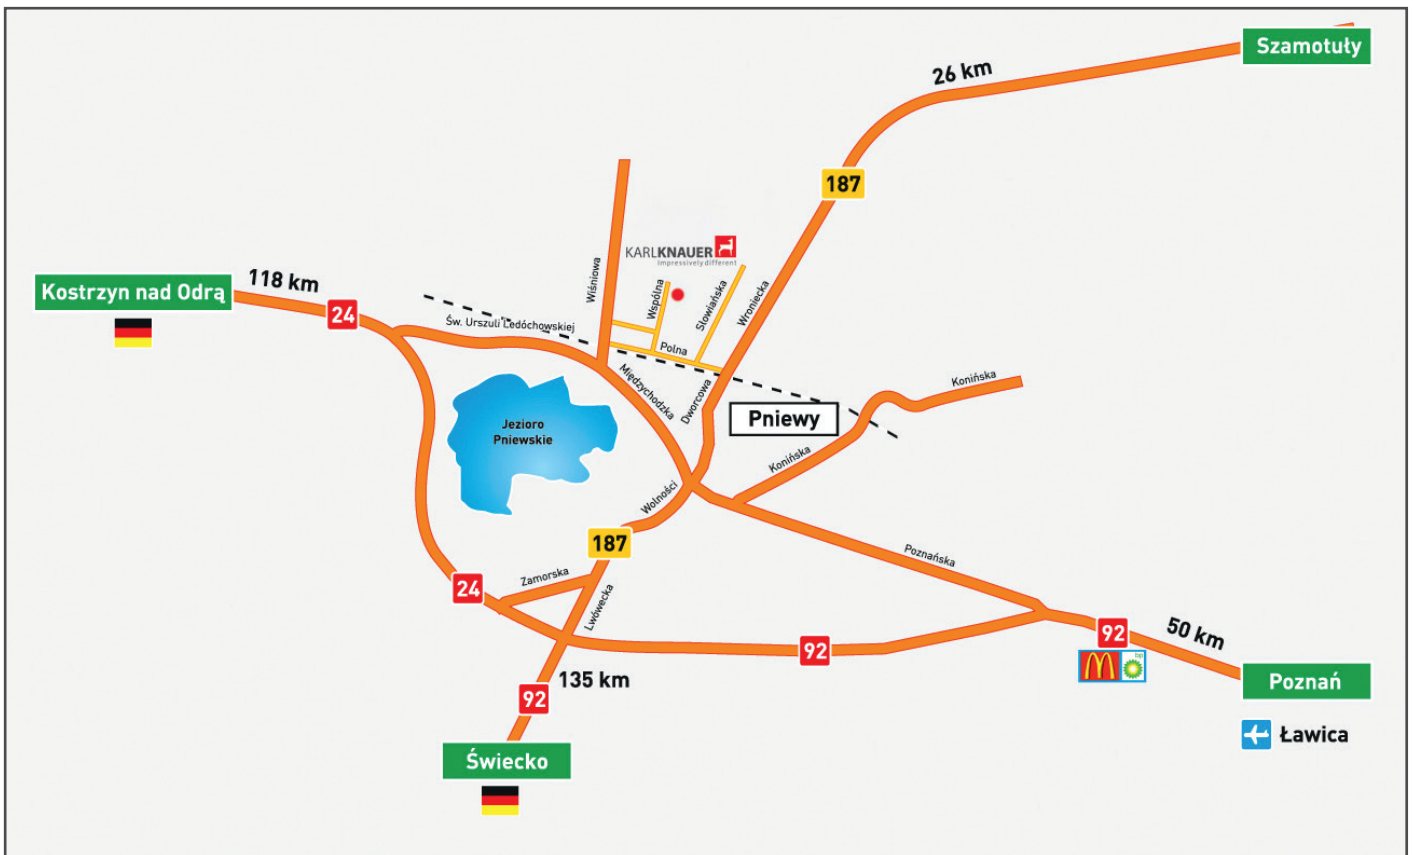 Szamotuły
26 km
187
KARLKNAUER
impressively different
Kostrzyn nad Odrą
118 km
24
Św. Urszuli Ledóchowskiej
Wiśniowa
Wspólna
Słowiańska
Wroniecka
Polna
Międzychodzka
Dworcowa
Pniewy
Konińska
Konińska
Jezioro
Pniewskie
Wolności
187
Poznańska
Zamorska
24
Lwówecka
92
92
50 km
bp
Poznań
135 km
92
Ławica
Świecko